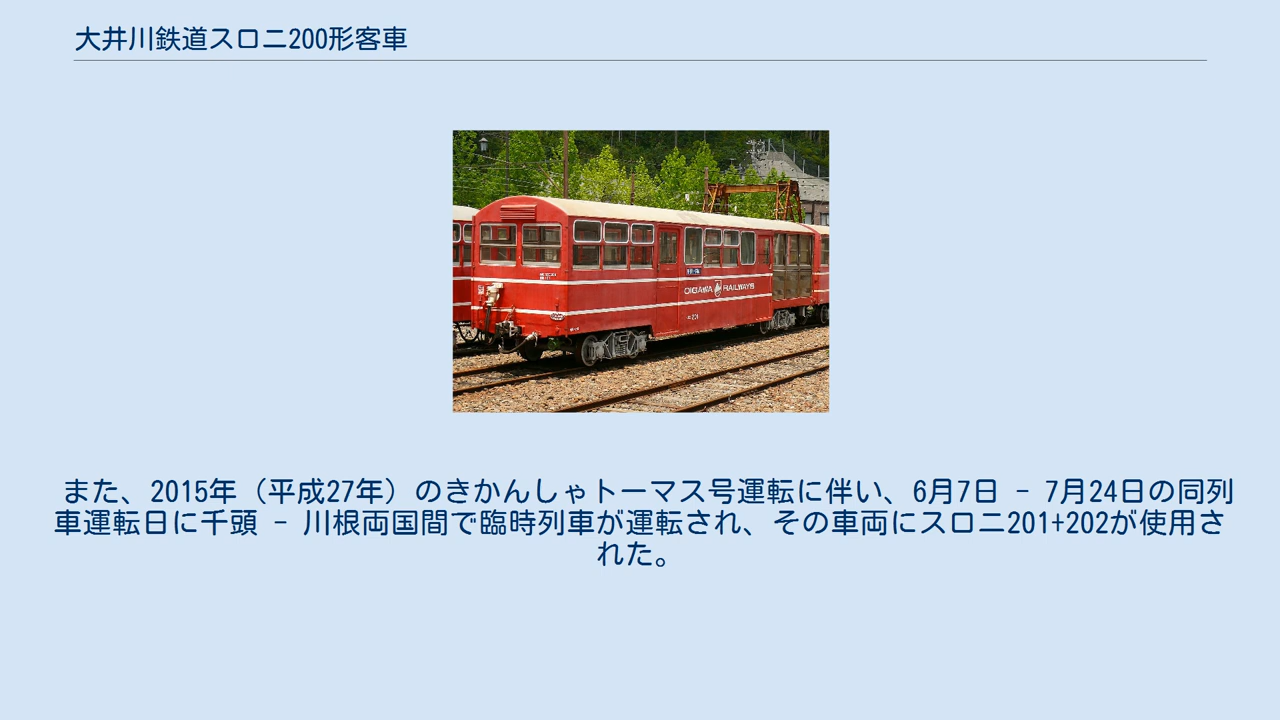 大井川鉄道スロニ200形客車
OIGAWA RAILWAYS
また、2015年（平成27年）のきかんしゃトーマス号運転に伴い、6月7日 － 7月24日の同列
車運転日に千頭 － 川根両国間で臨時列車が運転され、その車両にスロニ201+202が使用さ
れた。